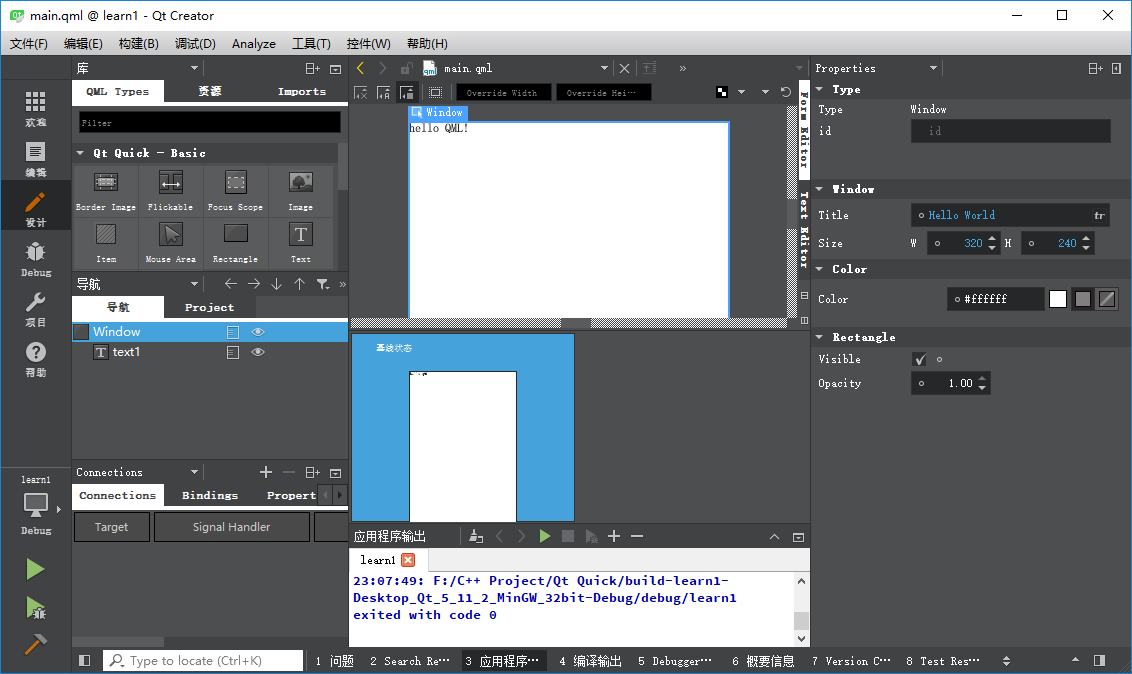 main.qml @ learn1 - Qt Creator
文件(F) 编辑(E) 构建(B) 调试(D) Analyze 工具(T) 控件(W) 帮助(H)
欢迎
编辑
设计
Debug
项目
帮助
learn1
Debug
库
QML Types 资源 Imports
Filter
Qt Quick - Basic
Border Image Flickable Focus Scope Image
Item Mouse Area Rectangle Text
导航
导航 Project
Window
text1
Connections
Connections Bindings Propert
Target Signal Handler
main.qml
Override Width Override Hei···
Window
hello QML!
Form Editor
Text Editor
基线状态
应用程序输出
learn1
23:07:49: F:/C++ Project/Qt Quick/build-learn1-
Desktop_Qt_5_11_2_MinGW_32bit-Debug/debug/learn1
exited with code 0
Properties
Type
Type Window
id id
Window
Title Hello World tr
Size W 320 H 240
Color
Color #ffffff
Rectangle
Visible
Opacity 1.00
Type to locate (Ctrl+K) 1 问题 2 Search Re··· 3 应用程序··· 4 编译输出 5 Debugger··· 6 概要信息 7 Version C··· 8 Test Res···